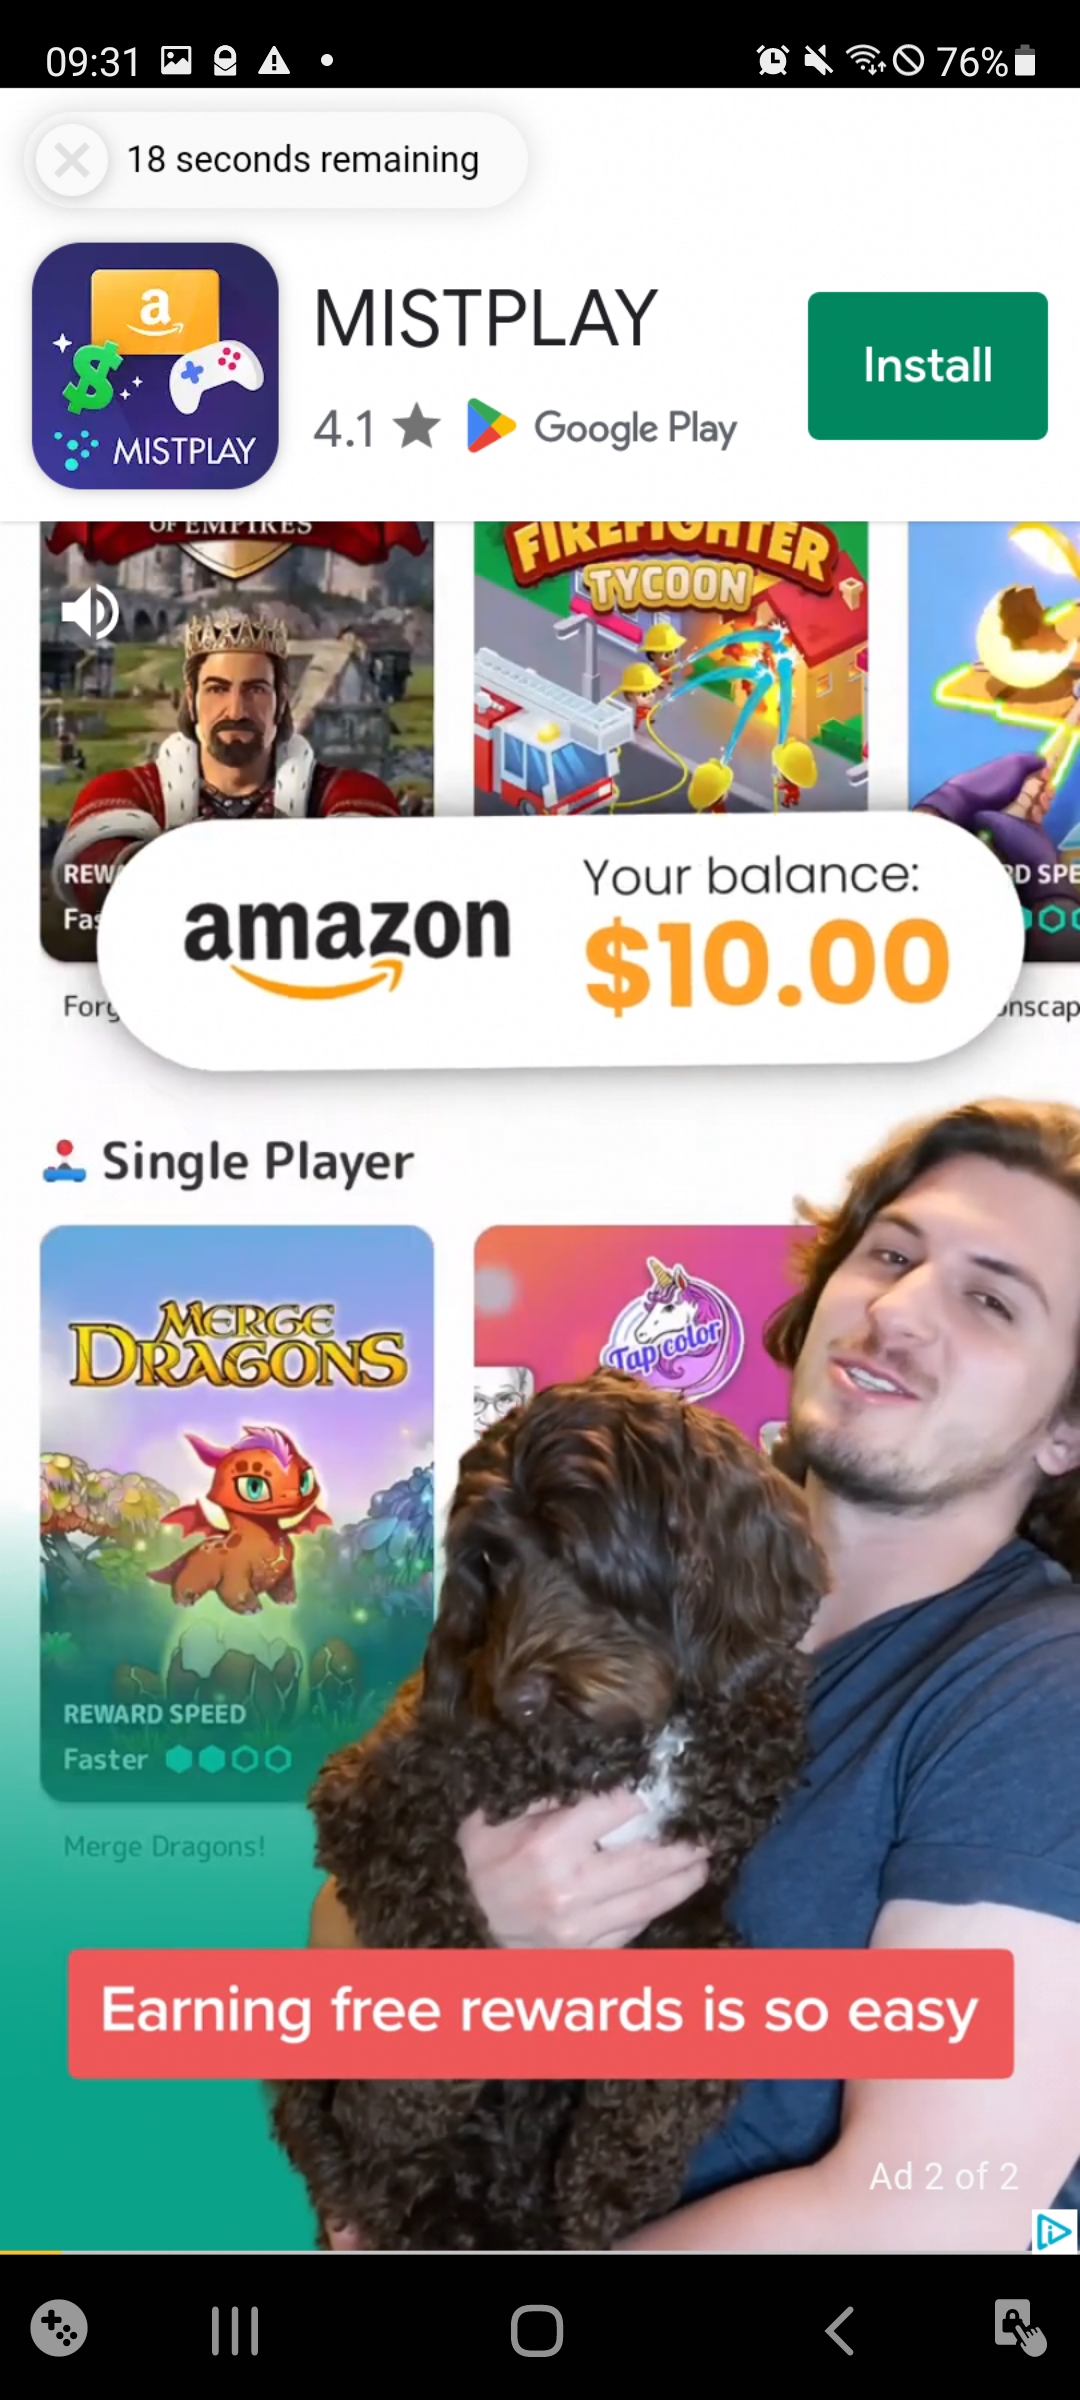 09:31
76%
18 seconds remaining
a
$
MISTPLAY
MISTPLAY
4.1
Google Play
Install
OF EMPIRES
FIREFIGHTER
TYCOON
REW
Fas
Forg
amazon
Your balance:
$10.00
D SPE
nscap
Single Player
MERGE
DRAGONS
Tap color
REWARD SPEED
Faster
Merge Dragons!
Earning free rewards is so easy
Ad 2 of 2